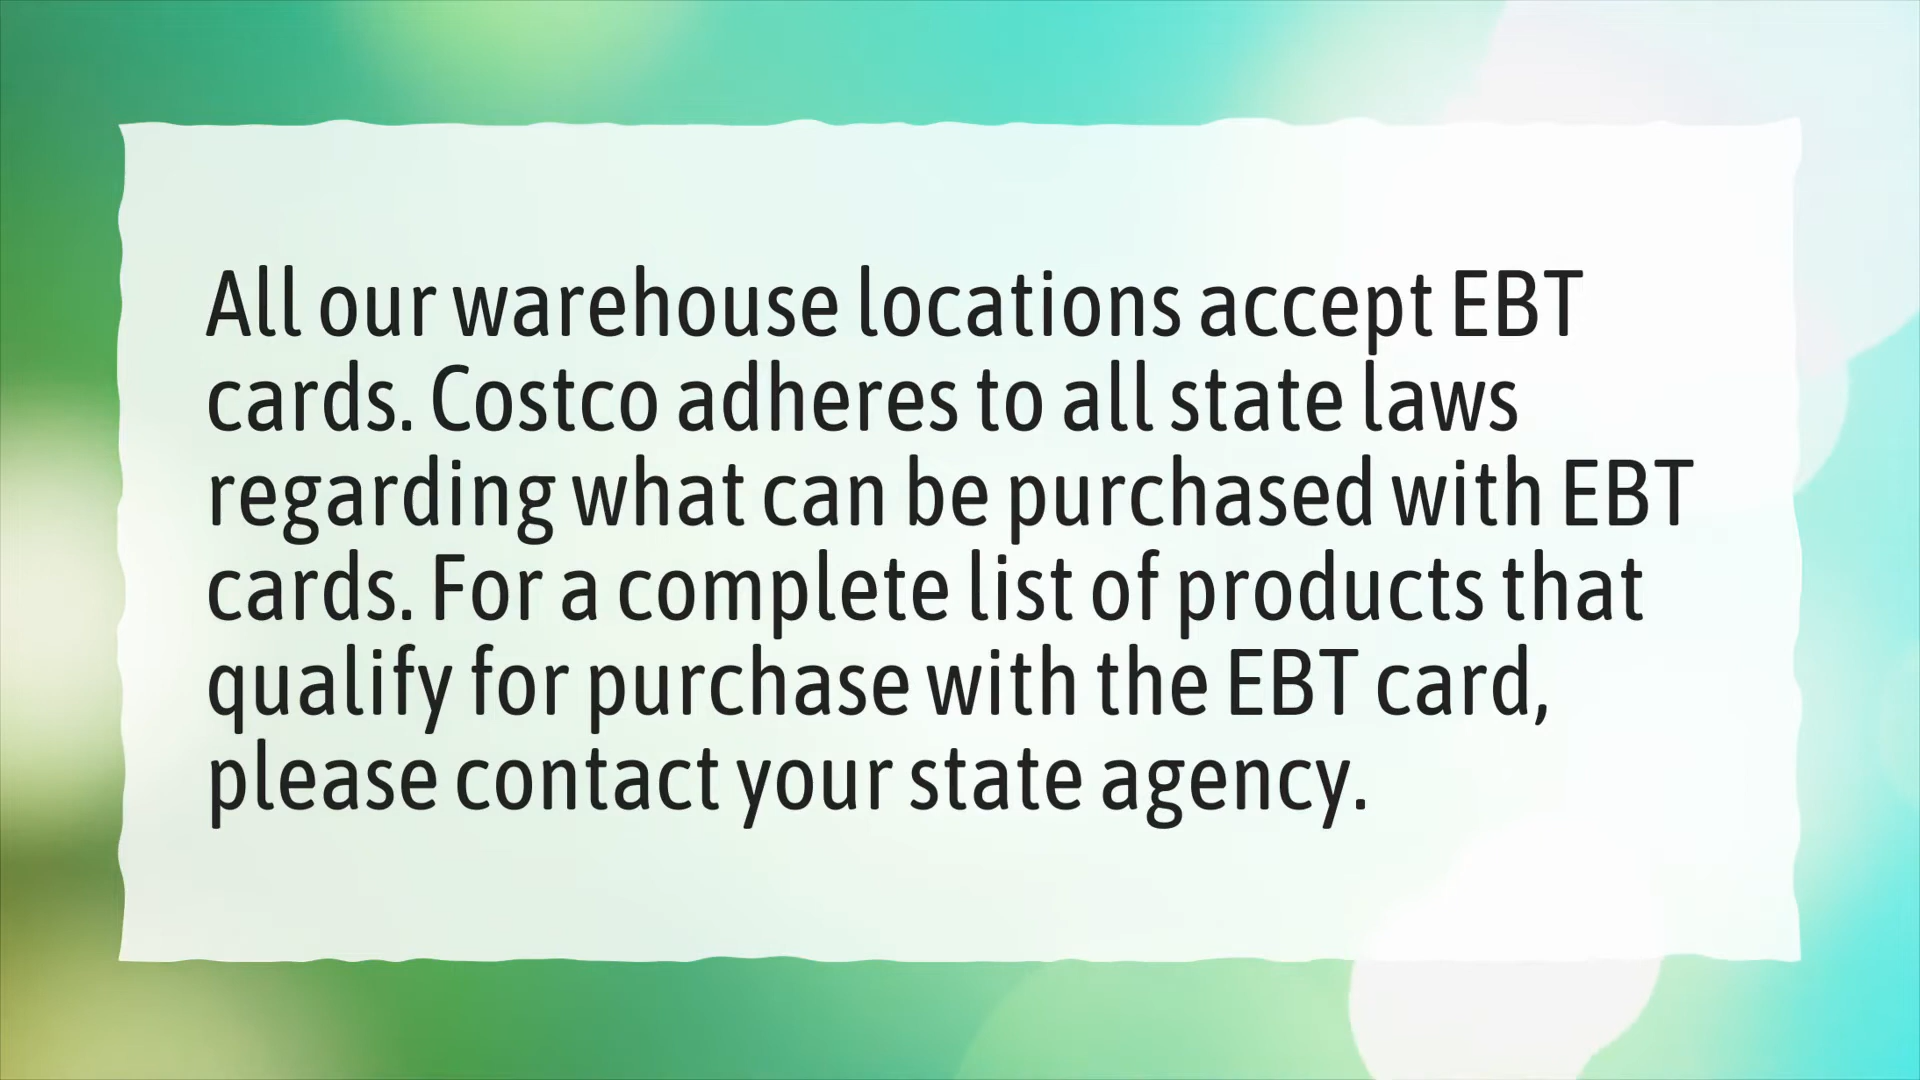 All our warehouse locations accept EBT
cards. Costco adheres to all state laws
regarding what can be purchased with EBT
cards. For a complete list of products that
qualify for purchase with the EBT card,
please contact your state agency.